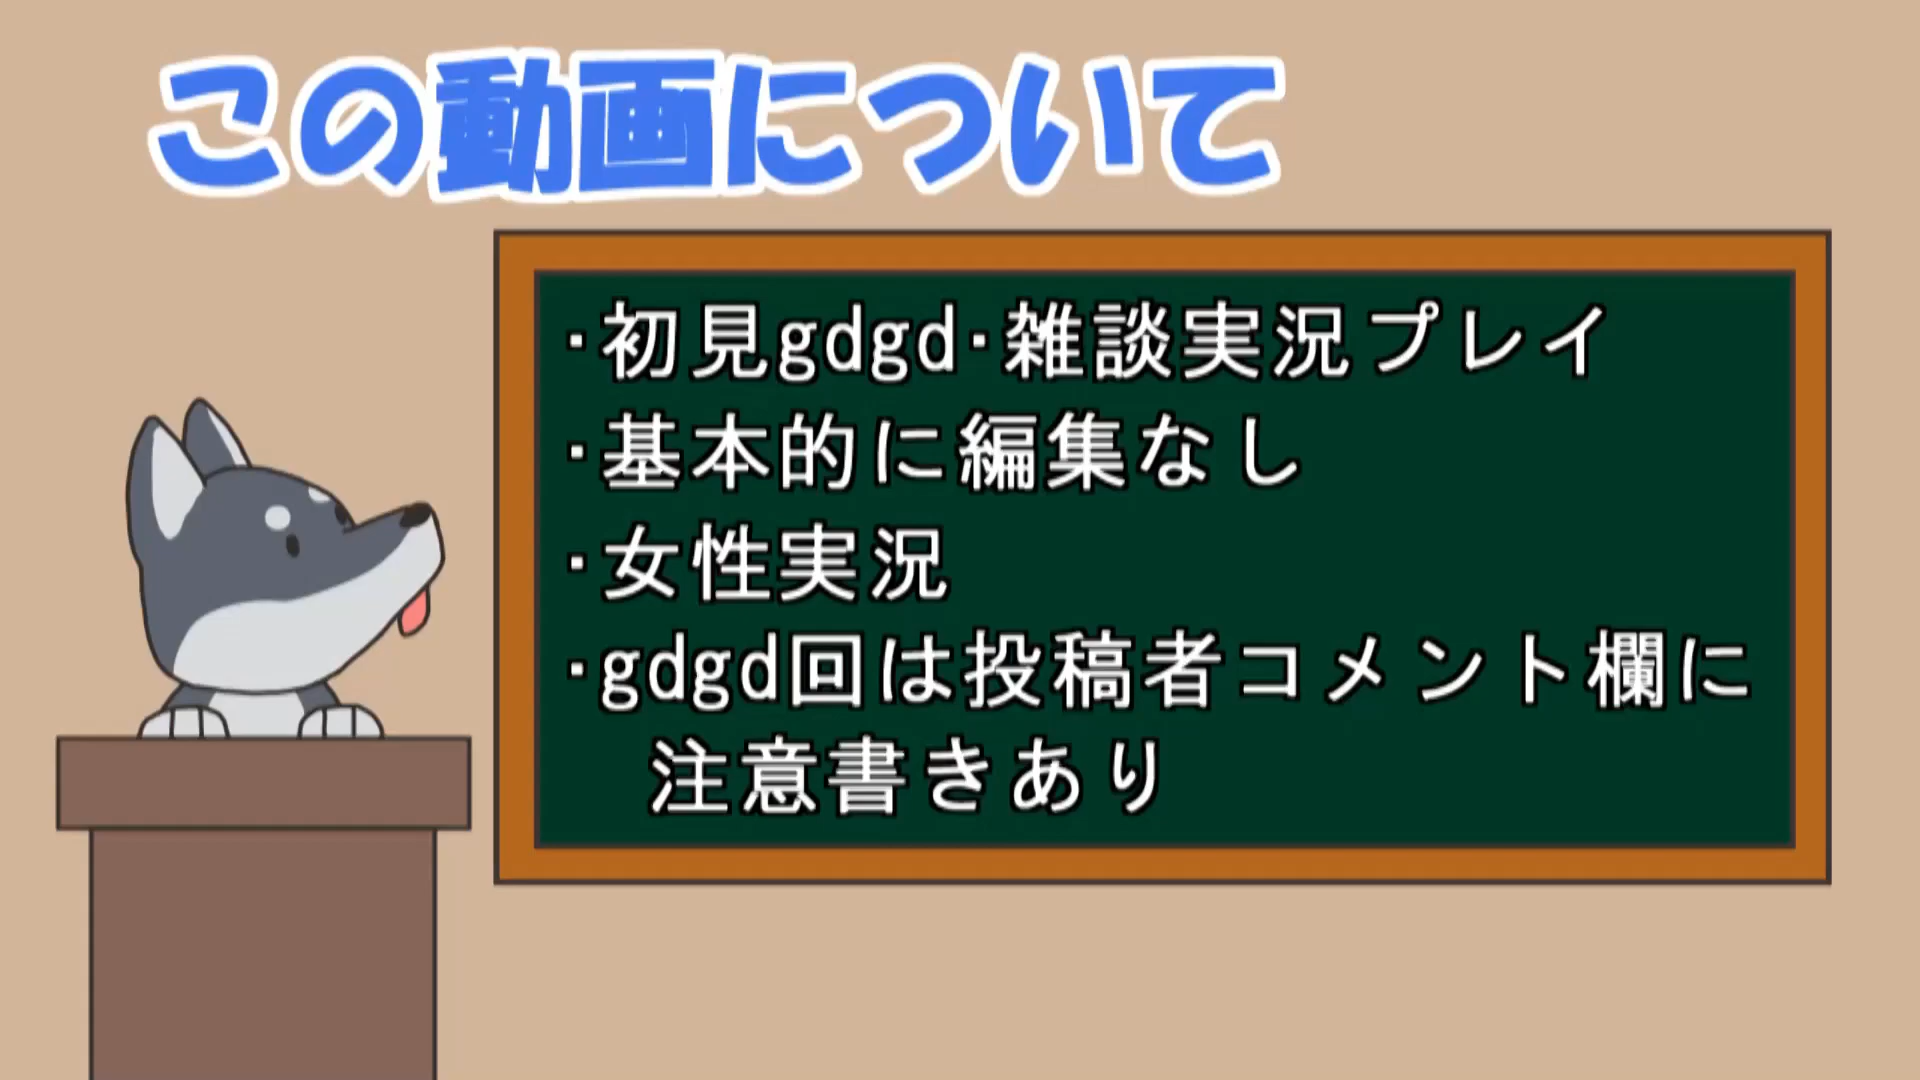 この動画について
・初見gdgd・雑談実況プレイ
・基本的に編集なし
・女性実況
・gdgd回は投稿者コメント欄に
注意書きあり